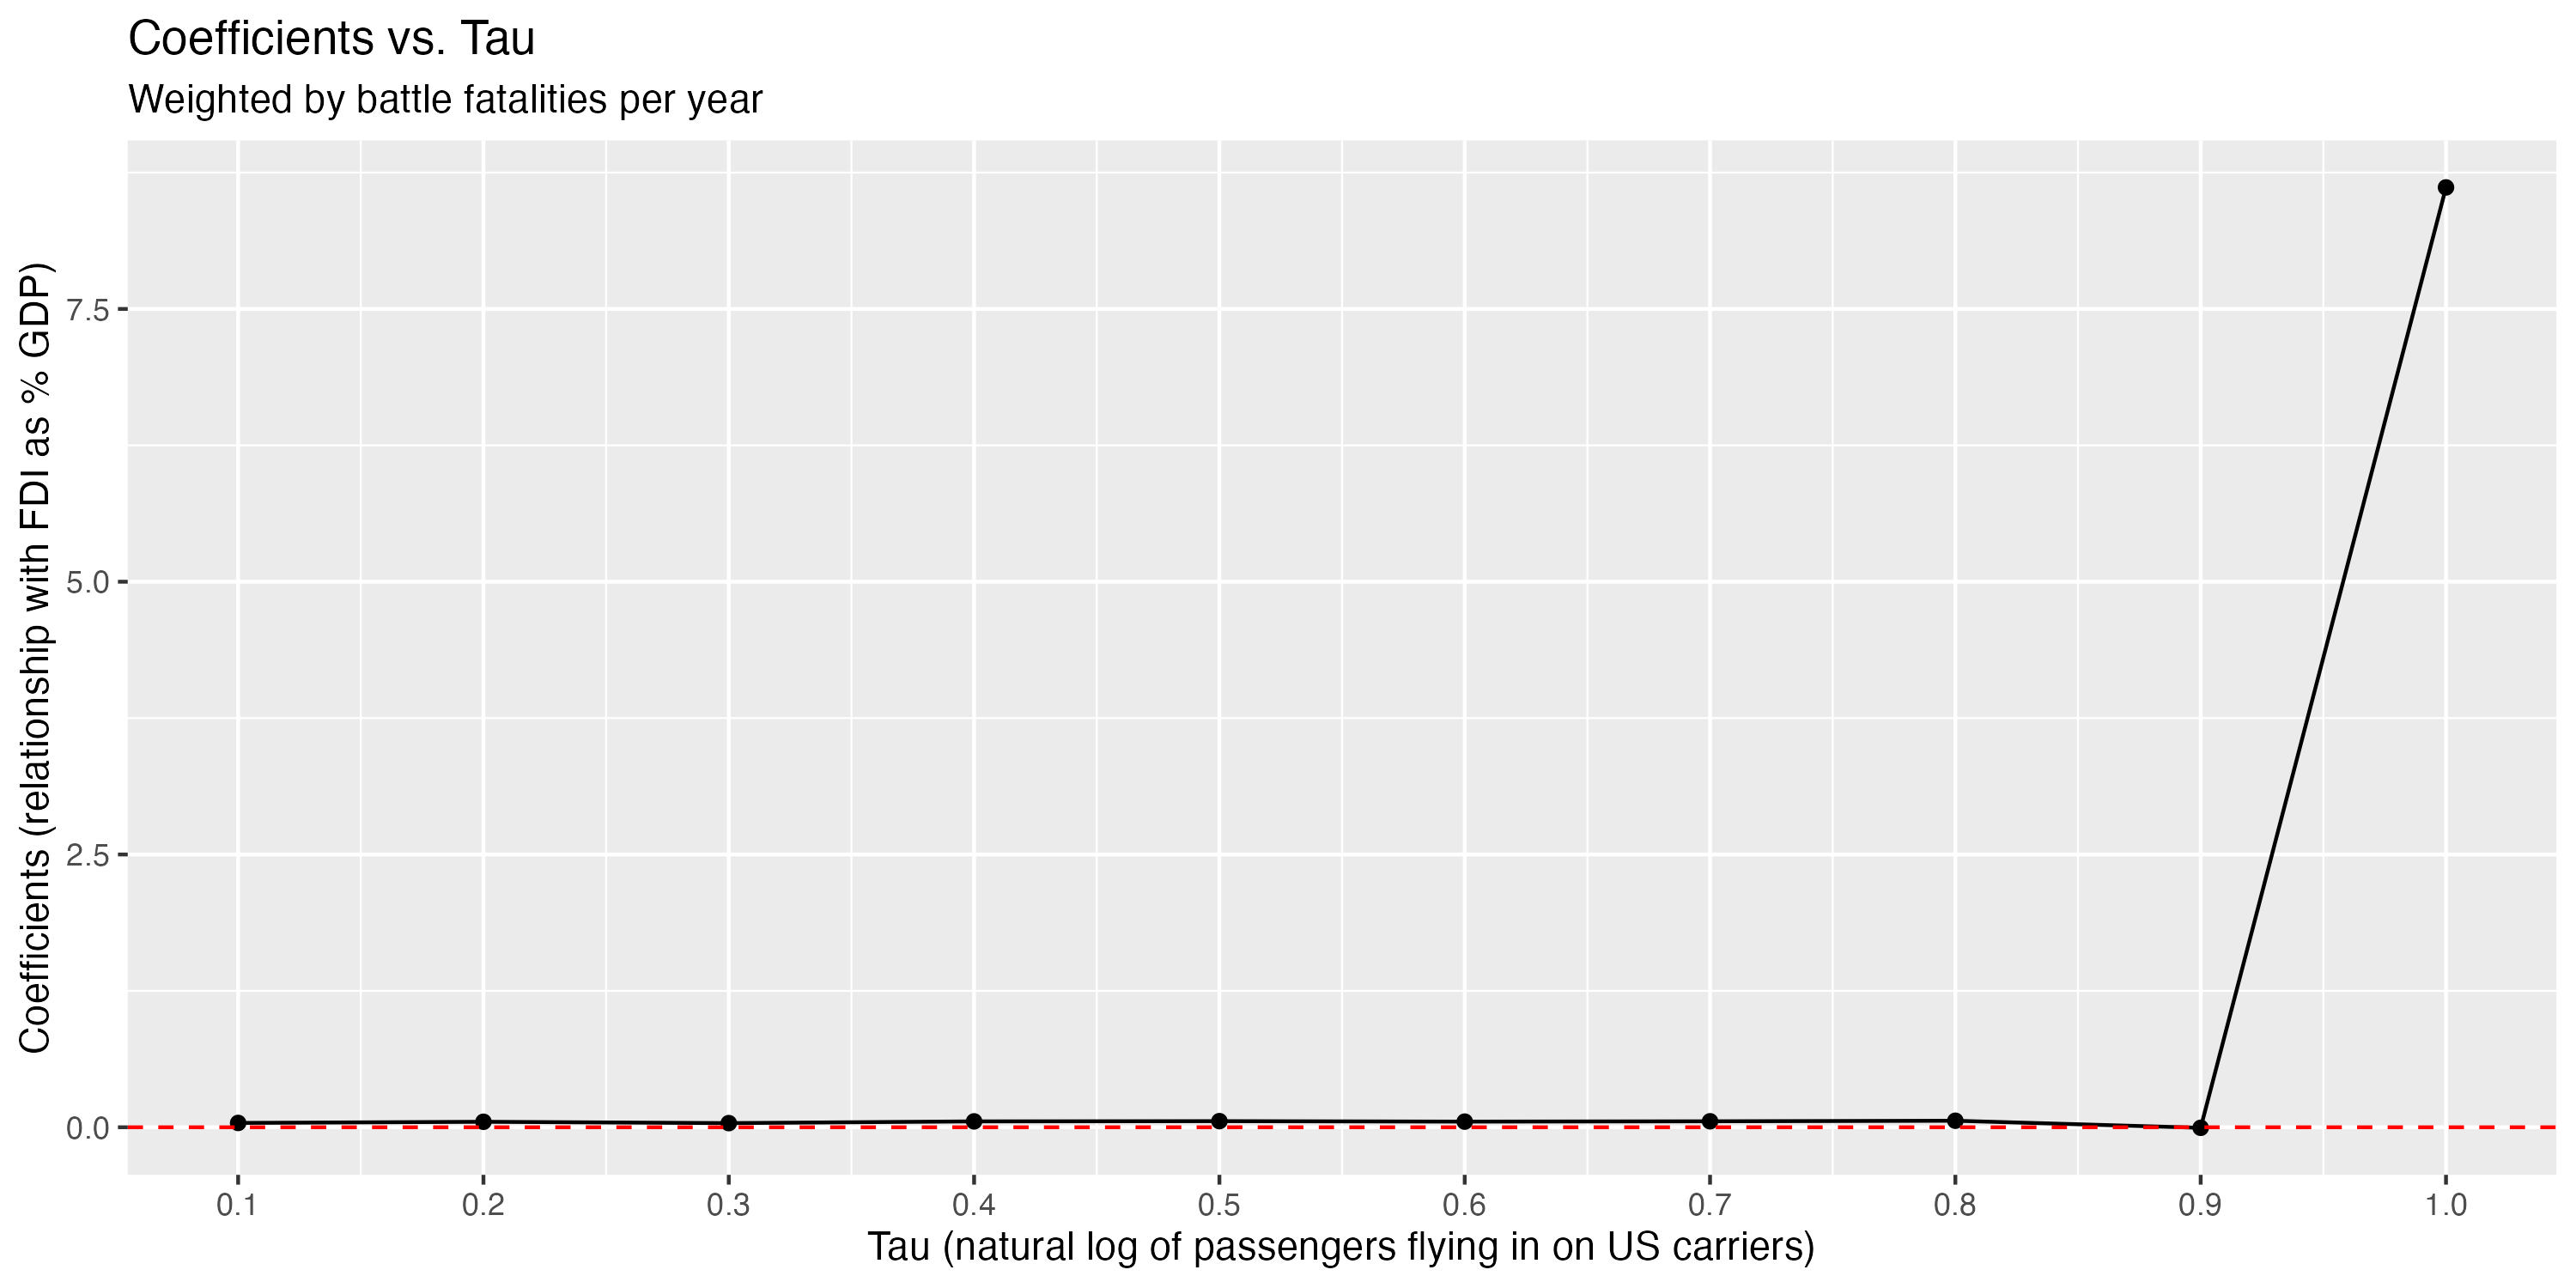 Coefficients vs. Tau
Weighted by battle fatalities per year
Coefficients (relationship with FDI as % GDP)
7.5
5.0
2.5
0.0
0.1 0.2 0.3 0.4 0.5 0.6 0.7 0.8 0.9 1.0
Tau (natural log of passengers flying in on US carriers)